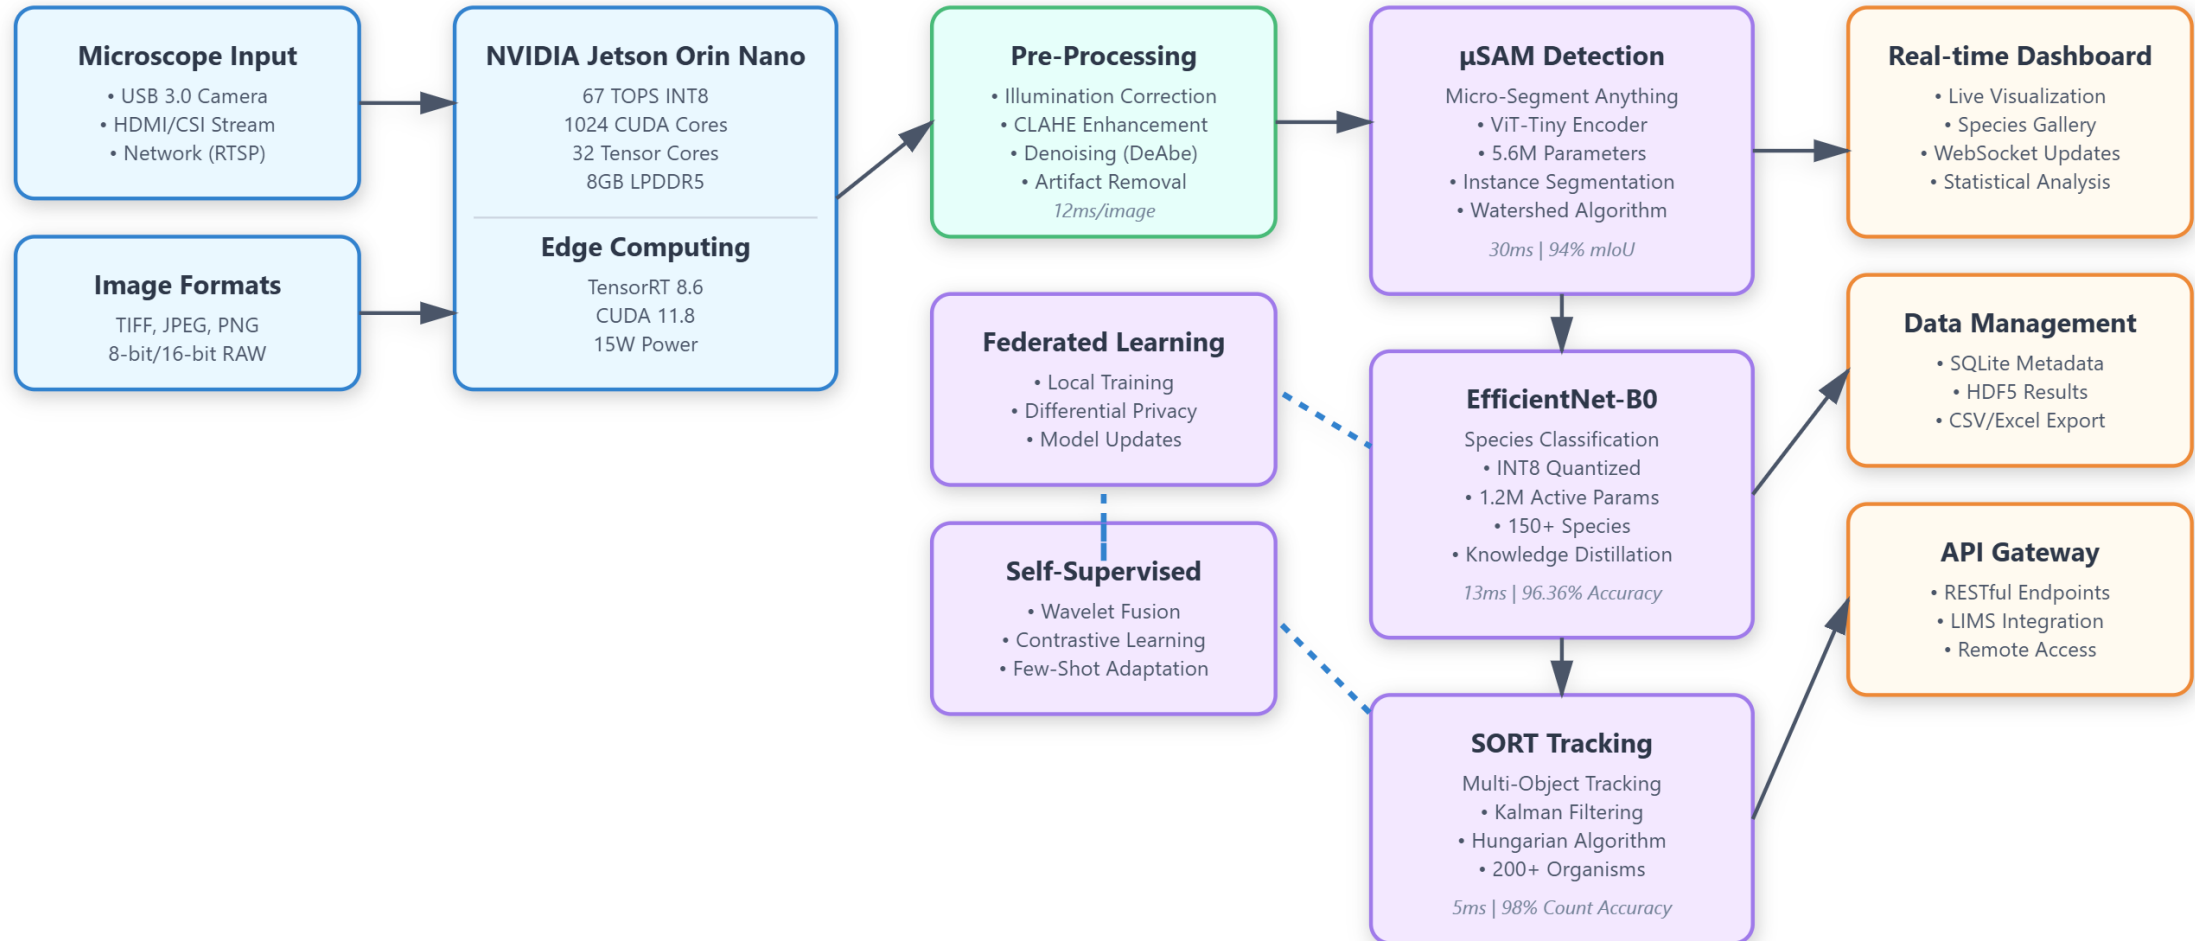 Microscope Input
• USB 3.0 Camera
• HDMI/CSI Stream
• Network (RTSP)
Image Formats
TIFF, JPEG, PNG
8-bit/16-bit RAW
NVIDIA Jetson Orin Nano
67 TOPS INT8
1024 CUDA Cores
32 Tensor Cores
8GB LPDDR5
Edge Computing
TensorRT 8.6
CUDA 11.8
15W Power
Pre-Processing
• Illumination Correction
• CLAHE Enhancement
• Denoising (DeAbe)
• Artifact Removal
12ms/image
Federated Learning
• Local Training
• Differential Privacy
• Model Updates
Self-Supervised
• Wavelet Fusion
• Contrastive Learning
• Few-Shot Adaptation
µSAM Detection
Micro-Segment Anything
• ViT-Tiny Encoder
• 5.6M Parameters
• Instance Segmentation
• Watershed Algorithm
30ms | 94% mIoU
EfficientNet-B0
Species Classification
• INT8 Quantized
• 1.2M Active Params
• 150+ Species
• Knowledge Distillation
13ms | 96.36% Accuracy
SORT Tracking
Multi-Object Tracking
• Kalman Filtering
• Hungarian Algorithm
• 200+ Organisms
5ms | 98% Count Accuracy
Real-time Dashboard
• Live Visualization
• Species Gallery
• WebSocket Updates
• Statistical Analysis
Data Management
• SQLite Metadata
• HDF5 Results
• CSV/Excel Export
API Gateway
• RESTful Endpoints
• LIMS Integration
• Remote Access